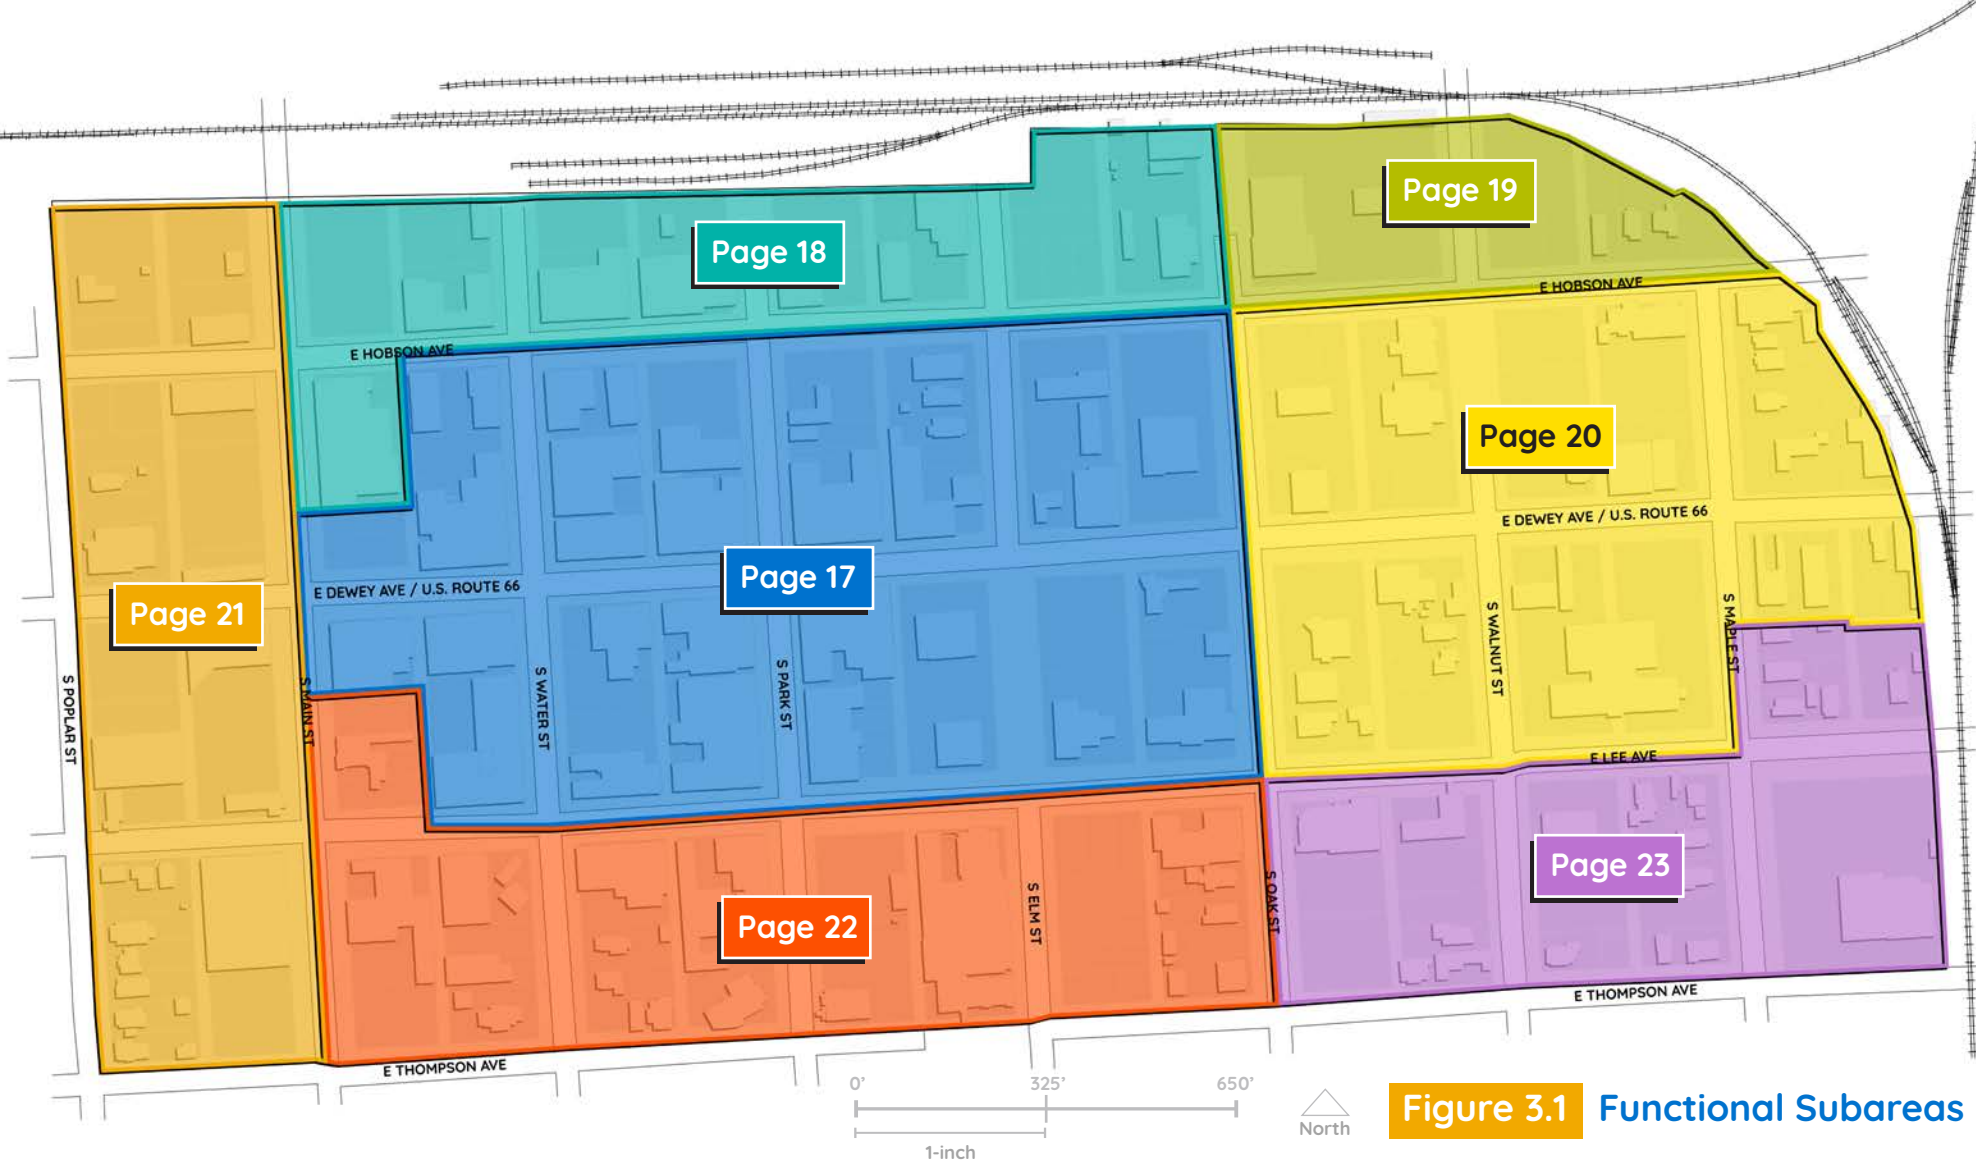 Page 19
Page 18
E HOBSON AVE
E HOBSON AVE
Page 20
E DEWEY AVE / U.S. ROUTE 66
Page 17
E DEWEY AVE / U.S. ROUTE 66
Page 21
S POPLAR ST
S MAIN ST
S WATER ST
S PARK ST
S WALNUT ST
S MAPLE ST
E LEE AVE
Page 23
Page 22
S ELM ST
S OAK ST
E THOMPSON AVE
E THOMPSON AVE
0’
325’
650’
1-inch
North
Figure 3.1
Functional Subareas